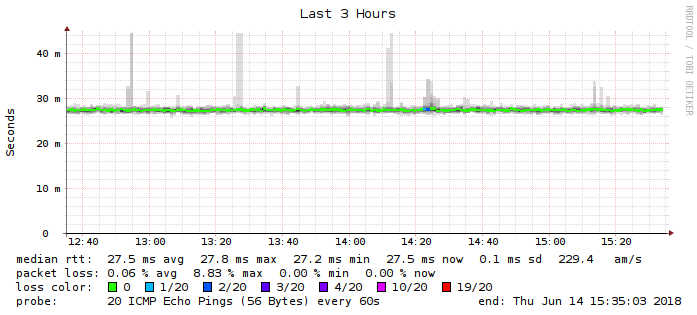 Last 3 Hours
RRDTOOL / TOBI OETIKER
Seconds
40 m
30 m
20 m
10 m
0
12:40 13:00 13:20 13:40 14:00 14:20 14:40 15:00 15:20
median rtt: 27.5 ms avg 27.8 ms max 27.2 ms min 27.5 ms now 0.1 ms sd 229.4 am/s
packet loss: 0.06 % avg 8.83 % max 0.00 % min 0.00 % now
loss color: 0 1/20 2/20 3/20 4/20 10/20 19/20
probe: 20 ICMP Echo Pings (56 Bytes) every 60s end: Thu Jun 14 15:35:03 2018